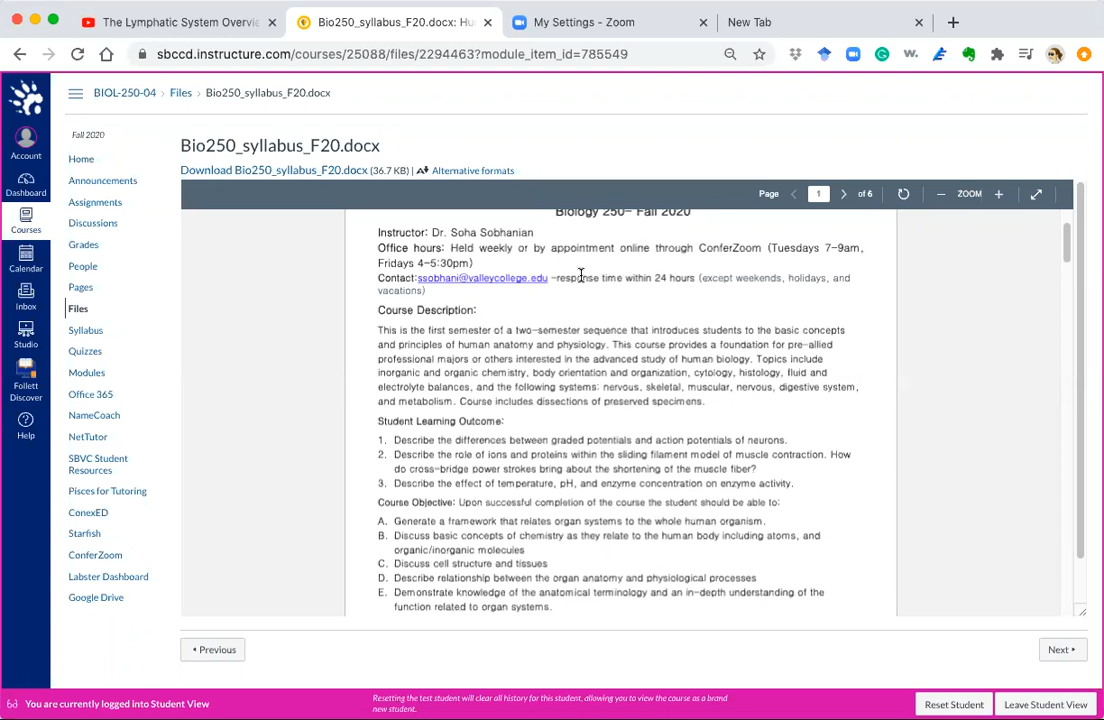 The Lymphatic System Overvie
Bio250_syllabus_F20.docx: Hu
My Settings - Zoom
New Tab
sbccd.instructure.com/courses/25088/files/2294463?module_item_id=785549
BIOL-250-04 › Files › Bio250_syllabus_F20.docx
Account
Dashboard
Courses
Calendar
Inbox
Studio
Follett
Discover
Help
Fall 2020
Home
Announcements
Assignments
Discussions
Grades
People
Pages
Files
Syllabus
Quizzes
Modules
Office 365
NameCoach
NetTutor
SBVC Student
Resources
Pisces for Tutoring
ConexED
Starfish
ConferZoom
Labster Dashboard
Google Drive
Bio250_syllabus_F20.docx
Download Bio250_syllabus_F20.docx (36.7 KB) | Alternative formats
Page 1 of 6 ZOOM
Biology 250- Fall 2020
Instructor: Dr. Soha Sobhanian
Office hours: Held weekly or by appointment online through ConferZoom (Tuesdays 7-9am,
Fridays 4-5:30pm)
Contact:ssobhani@valleycollege.edu -response time within 24 hours (except weekends, holidays, and
vacations)
Course Description:
This is the first semester of a two-semester sequence that introduces students to the basic concepts
and principles of human anatomy and physiology. This course provides a foundation for pre-allied
professional majors or others interested in the advanced study of human biology. Topics include
inorganic and organic chemistry, body orientation and organization, cytology, histology, fluid and
electrolyte balances, and the following systems: nervous, skeletal, muscular, nervous, digestive system,
and metabolism. Course includes dissections of preserved specimens.
Student Learning Outcome:
1. Describe the differences between graded potentials and action potentials of neurons.
2. Describe the role of ions and proteins within the sliding filament model of muscle contraction. How
do cross-bridge power strokes bring about the shortening of the muscle fiber?
3. Describe the effect of temperature, pH, and enzyme concentration on enzyme activity.
Course Objective: Upon successful completion of the course the student should be able to:
A. Generate a framework that relates organ systems to the whole human organism.
B. Discuss basic concepts of chemistry as they relate to the human body including atoms, and
organic/inorganic molecules
C. Discuss cell structure and tissues
D. Describe relationship between the organ anatomy and physiological processes
E. Demonstrate knowledge of the anatomical terminology and an in-depth understanding of the
function related to organ systems.
Previous
Next
You are currently logged into Student View
Resetting the test student will clear all history for this student, allowing you to view the course as a brand
new student.
Reset Student
Leave Student View